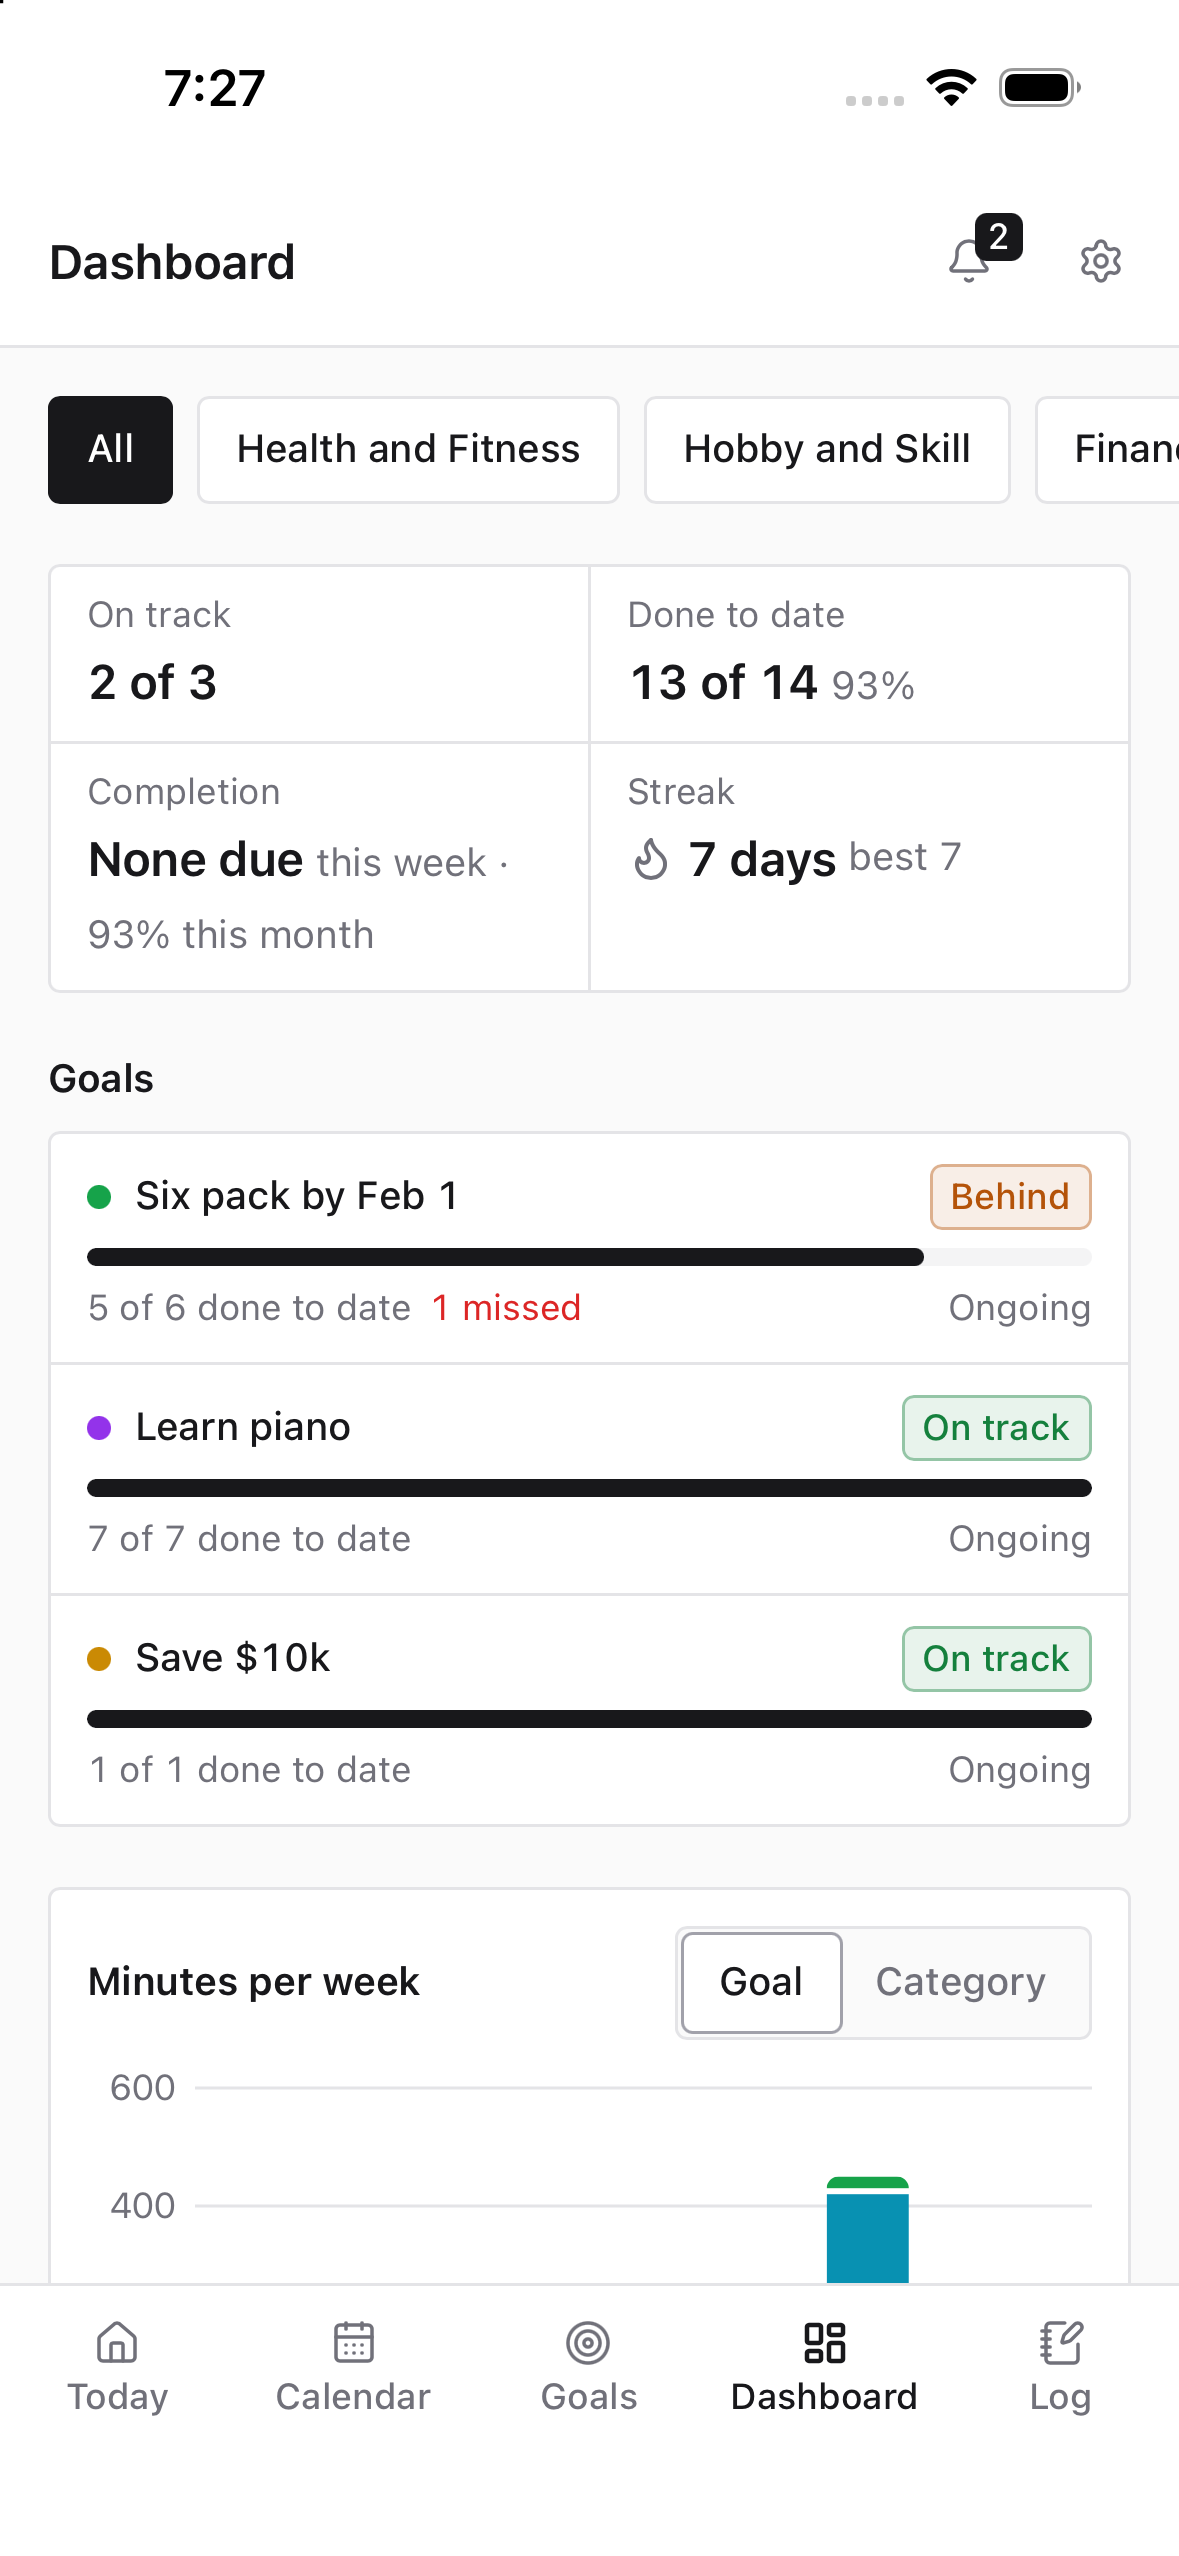 7:27
Dashboard
2
All
Health and Fitness
Hobby and Skill
Finan
On track
2 of 3
Done to date
13 of 14 93%
Completion
None due this week ·
93% this month
Streak
7 days best 7
Goals
Six pack by Feb 1
Behind
5 of 6 done to date 1 missed
Ongoing
Learn piano
On track
7 of 7 done to date
Ongoing
Save $10k
On track
1 of 1 done to date
Ongoing
Minutes per week
Goal
Category
600
400
Today
Calendar
Goals
Dashboard
Log